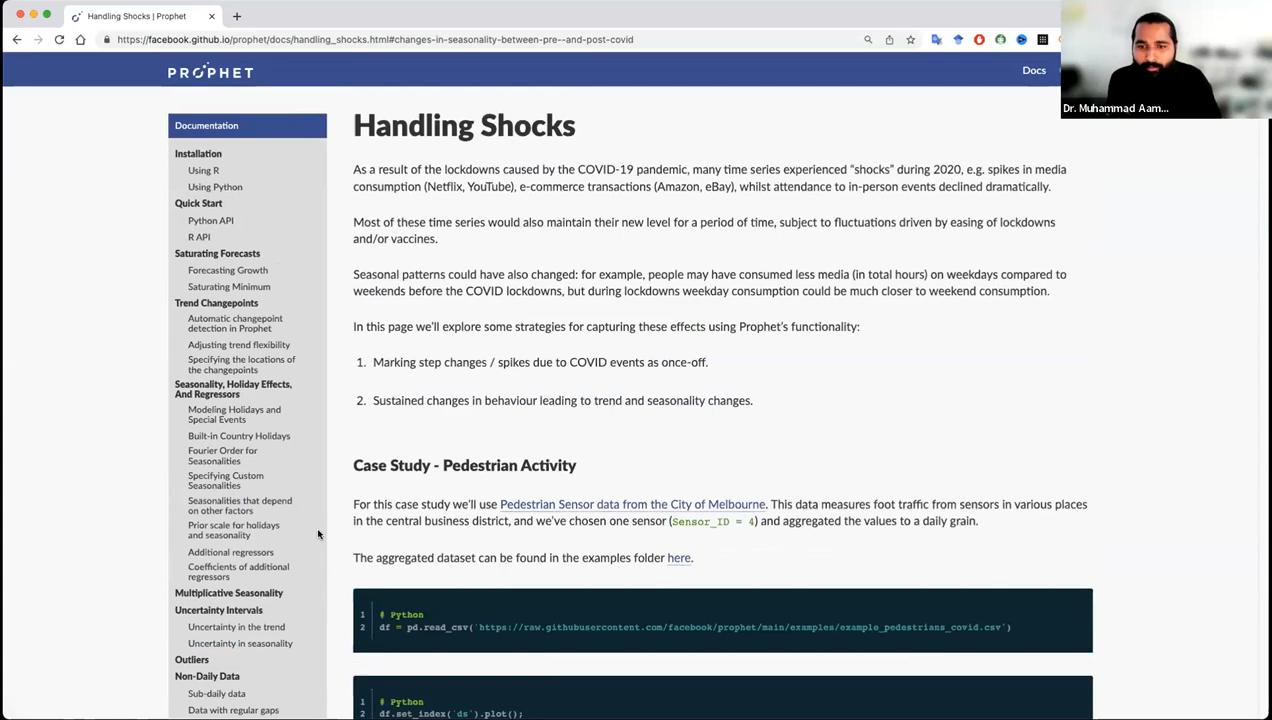 Handling Shocks | Prophet
https://facebook.github.io/prophet/docs/handling_shocks.html#changes-in-seasonality-between-pre--and-post-covid
PROPHET
Docs
Dr. Muhammad Aam...
Documentation
Installation
Using R
Using Python
Quick Start
Python API
R API
Saturating Forecasts
Forecasting Growth
Saturating Minimum
Trend Changepoints
Automatic changepoint
detection in Prophet
Adjusting trend flexibility
Specifying the locations of
the changepoints
Seasonality, Holiday Effects,
And Regressors
Modeling Holidays and
Special Events
Built-in Country Holidays
Fourier Order for
Seasonalities
Specifying Custom
Seasonalities
Seasonalities that depend
on other factors
Prior scale for holidays
and seasonality
Additional regressors
Coefficients of additional
regressors
Multiplicative Seasonality
Uncertainty Intervals
Uncertainty in the trend
Uncertainty in seasonality
Outliers
Non-Daily Data
Sub-daily data
Data with regular gaps
Handling Shocks
As a result of the lockdowns caused by the COVID-19 pandemic, many time series experienced “shocks” during 2020, e.g. spikes in media
consumption (Netflix, YouTube), e-commerce transactions (Amazon, eBay), whilst attendance to in-person events declined dramatically.
Most of these time series would also maintain their new level for a period of time, subject to fluctuations driven by easing of lockdowns
and/or vaccines.
Seasonal patterns could have also changed: for example, people may have consumed less media (in total hours) on weekdays compared to
weekends before the COVID lockdowns, but during lockdowns weekday consumption could be much closer to weekend consumption.
In this page we’ll explore some strategies for capturing these effects using Prophet’s functionality:
1. Marking step changes / spikes due to COVID events as once-off.
2. Sustained changes in behaviour leading to trend and seasonality changes.
Case Study - Pedestrian Activity
For this case study we’ll use Pedestrian Sensor data from the City of Melbourne. This data measures foot traffic from sensors in various places
in the central business district, and we’ve chosen one sensor (Sensor_ID = 4) and aggregated the values to a daily grain.
The aggregated dataset can be found in the examples folder here.
1 # Python
2 df = pd.read_csv('https://raw.githubusercontent.com/facebook/prophet/main/examples/example_pedestrians_covid.csv')
1 # Python
2 df.set_index('ds').plot();